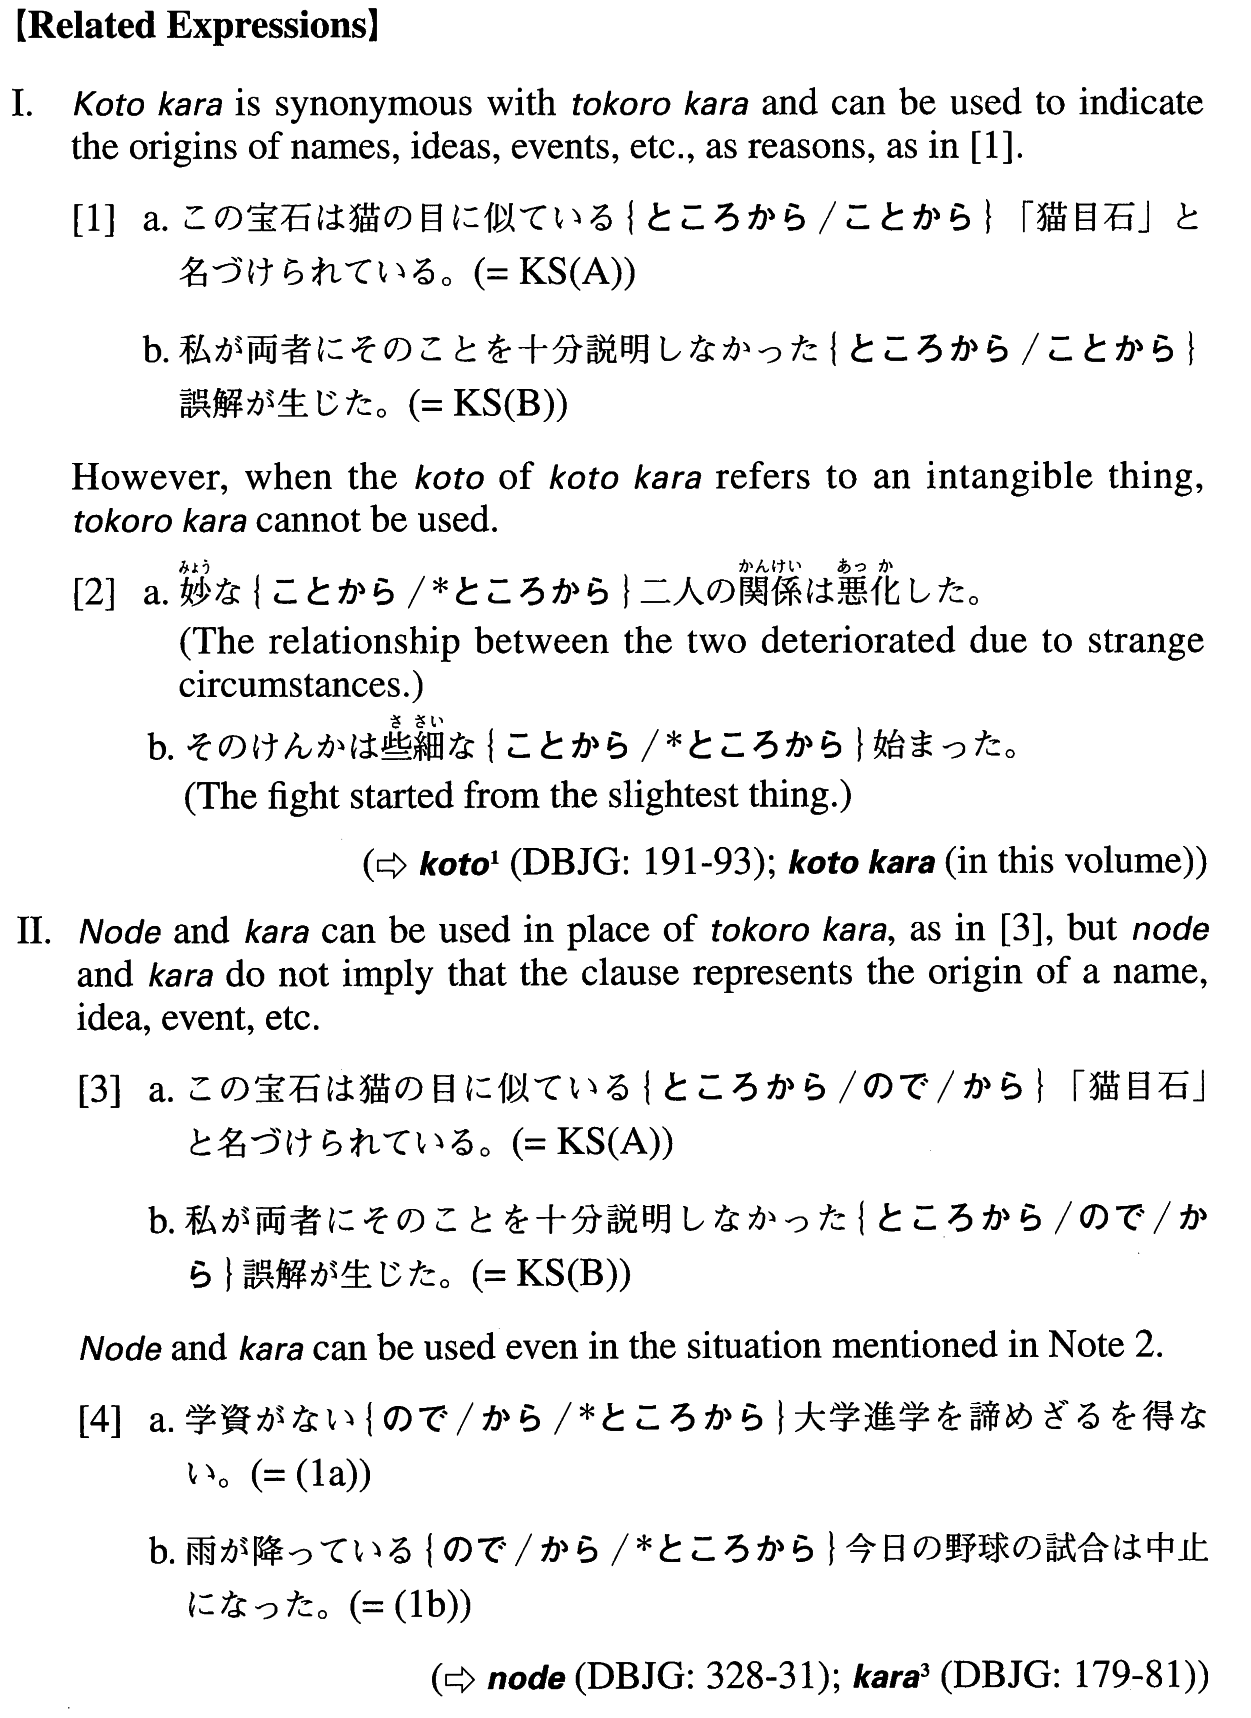 【Related Expressions】
I. Koto kara is synonymous with tokoro kara and can be used to indicate
the origins of names, ideas, events, etc., as reasons, as in [1].
[1] a. この宝石は猫の目に似ている{ところから/ことから}「猫目石」と
名づけられている。(= KS(A))
b. 私が両者にそのことを十分説明しなかった{ところから/ことから}
誤解が生じた。(= KS(B))
However, when the koto of koto kara refers to an intangible thing,
tokoro kara cannot be used.
みょう かんけい あっ か
[2] a. 妙な{ことから/*ところから}二人の関係は悪化した。
(The relationship between the two deteriorated due to strange
circumstances.)
さ さい
b. そのけんかは些細な{ことから/*ところから}始まった。
(The fight started from the slightest thing.)
(⇨ koto¹ (DBJG: 191-93); koto kara (in this volume))
II. Node and kara can be used in place of tokoro kara, as in [3], but node
and kara do not imply that the clause represents the origin of a name,
idea, event, etc.
[3] a. この宝石は猫の目に似ている{ところから/ので/から}「猫目石」
と名づけられている。(= KS(A))
b. 私が両者にそのことを十分説明しなかった{ところから/ので/か
ら}誤解が生じた。(= KS(B))
Node and kara can be used even in the situation mentioned in Note 2.
[4] a. 学資がない{ので/から/*ところから}大学進学を諦めざるを得な
い。(= (1a))
b. 雨が降っている{ので/から/*ところから}今日の野球の試合は中止
になった。(= (1b))
(⇨ node (DBJG: 328-31); kara³ (DBJG: 179-81))